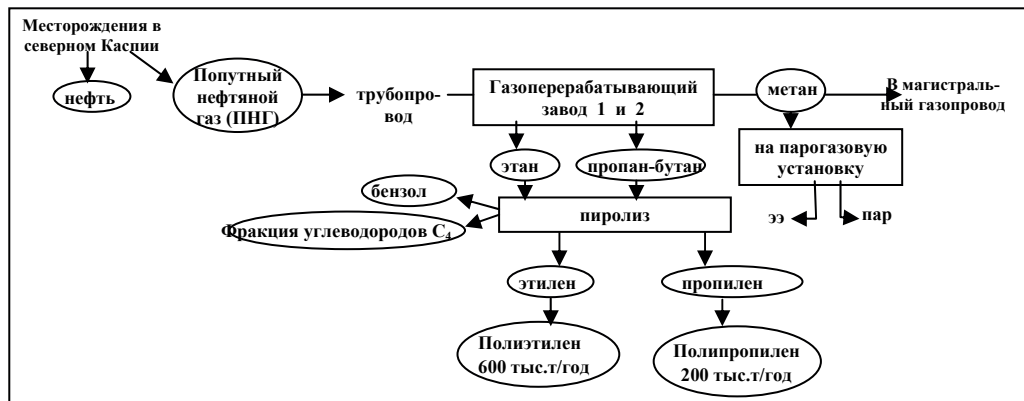 Месторождения в
северном Каспии
нефть
Попутный
нефтяной
газ (ПНГ)
трубопро-
вод
Газоперерабатывающий
завод 1 и 2
метан
В магистраль-
ный газопровод
на парогазовую
установку
ээ
пар
этан
пропан-бутан
бензол
пиролиз
Фракция углеводородов С₄
этилен
пропилен
Полиэтилен
600 тыс.т/год
Полипропилен
200 тыс.т/год